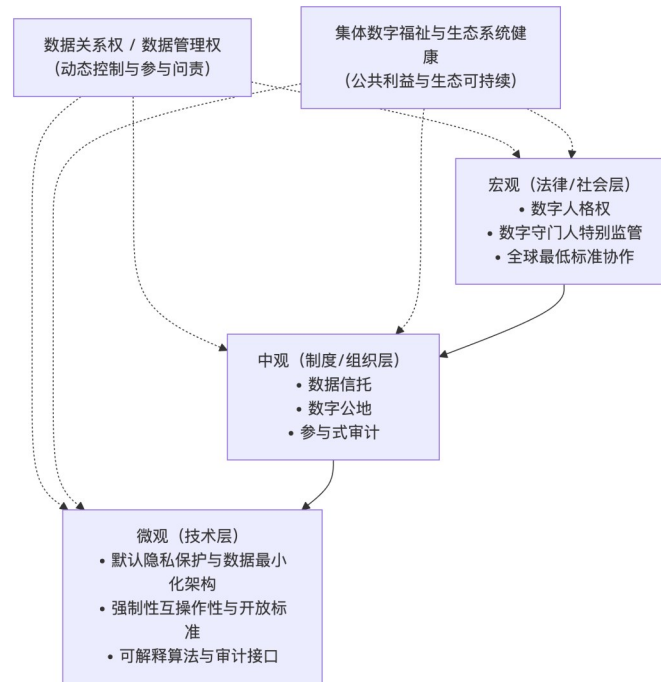 数据关系权 / 数据管理权
（动态控制与参与问责）
集体数字福祉与生态系统健
康
（公共利益与生态可持续）
宏观（法律/社会层）
• 数字人格权
• 数字守门人特别监管
• 全球最低标准协作
中观（制度/组织层）
• 数据信托
• 数字公地
• 参与式审计
微观（技术层）
• 默认隐私保护与数据最小
化架构
• 强制性互操作性与开放标
准
• 可解释算法与审计接口